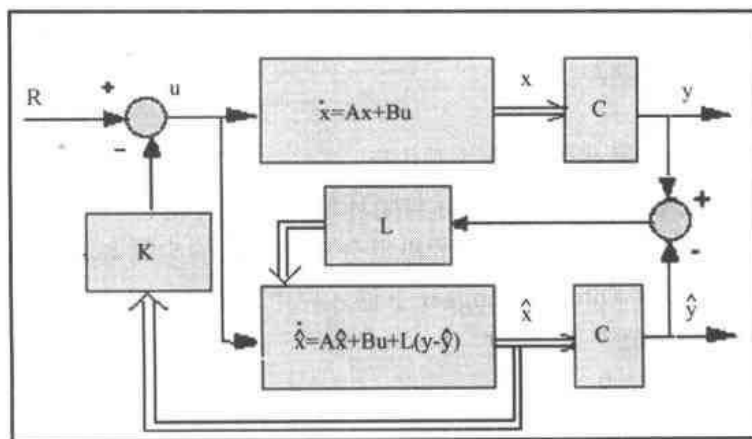 R
+
-
u
ẋ=Ax+Bu
x
C
y
K
L
+
-
x̂̇=Ax̂+Bu+L(y-ŷ)
x̂
C
ŷ